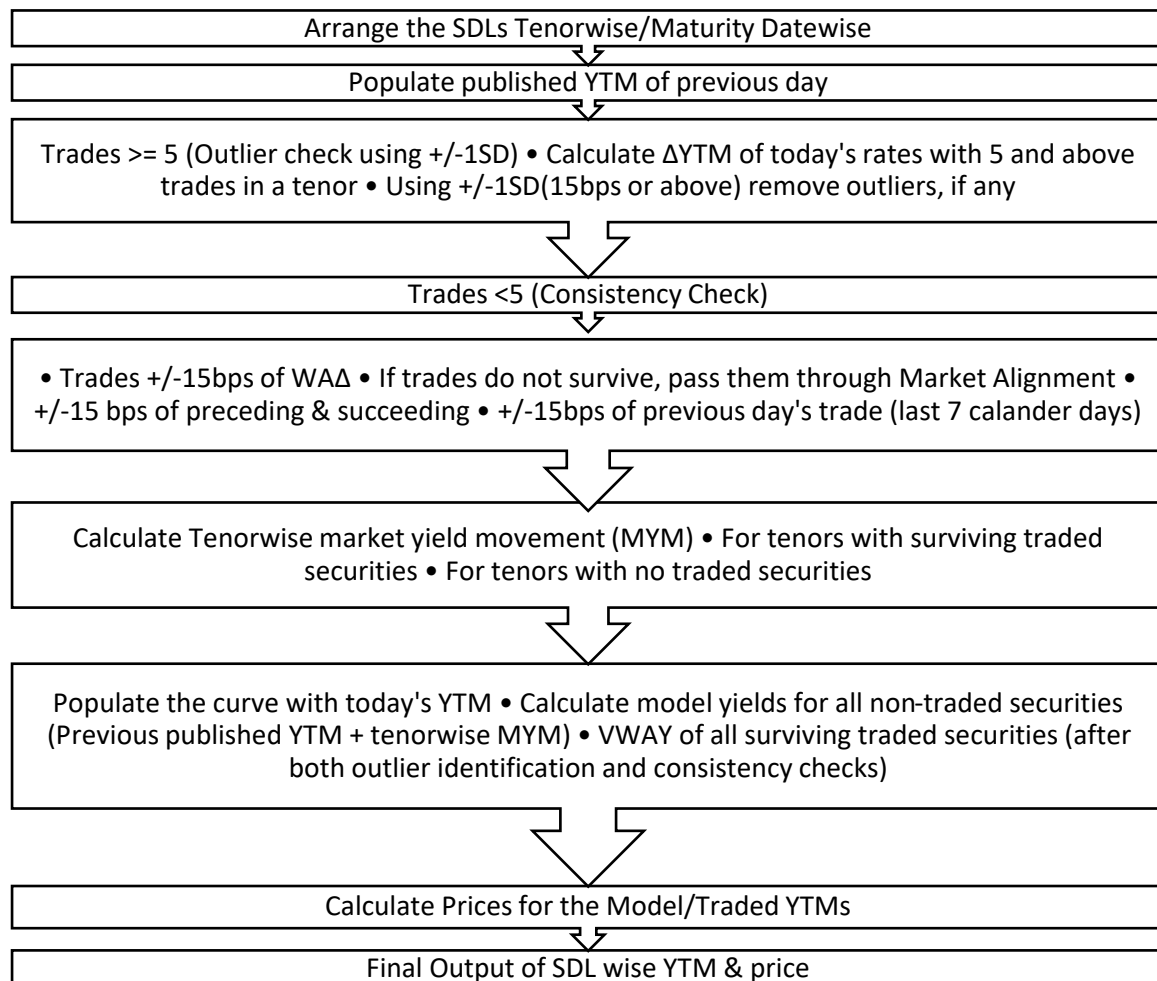 Arrange the SDLs Tenorwise/Maturity Datewise
Populate published YTM of previous day
Trades >= 5 (Outlier check using +/-1SD) • Calculate ΔYTM of today's rates with 5 and above
trades in a tenor • Using +/-1SD(15bps or above) remove outliers, if any
Trades <5 (Consistency Check)
• Trades +/-15bps of WAΔ • If trades do not survive, pass them through Market Alignment •
+/-15 bps of preceding & succeeding • +/-15bps of previous day's trade (last 7 calander days)
Calculate Tenorwise market yield movement (MYM) • For tenors with surviving traded
securities • For tenors with no traded securities
Populate the curve with today's YTM • Calculate model yields for all non-traded securities
(Previous published YTM + tenorwise MYM) • VWAY of all surviving traded securities (after
both outlier identification and consistency checks)
Calculate Prices for the Model/Traded YTMs
Final Output of SDL wise YTM & price